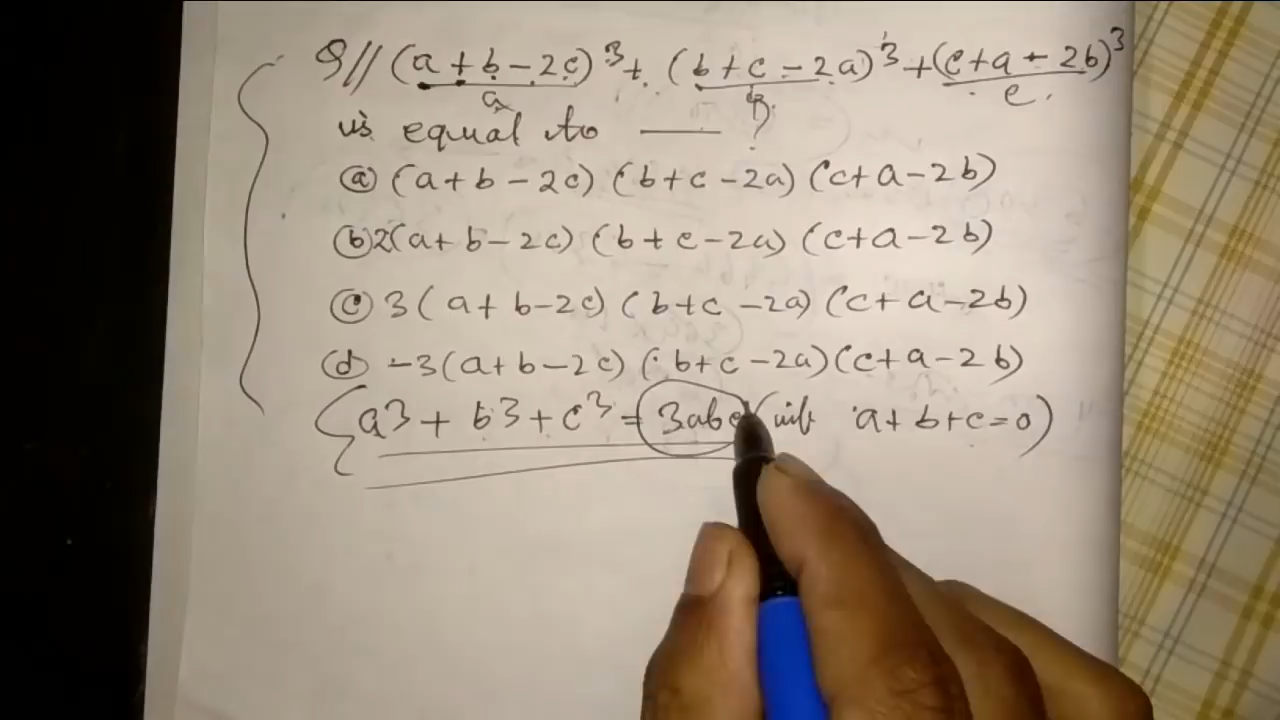 Q// (a+b-2c)³+ (b+c-2a)³+(c+a-2b)³
a b c
is equal to —— ?
(a) (a+b-2c) (b+c-2a) (c+a-2b)
(b) 2(a+b-2c) (b+c-2a) (c+a-2b)
(c) 3(a+b-2c) (b+c-2a) (c+a-2b)
(d) -3(a+b-2c) (b+c-2a) (c+a-2b)
{a3+b3+c³=3abc (if a+b+c=0)